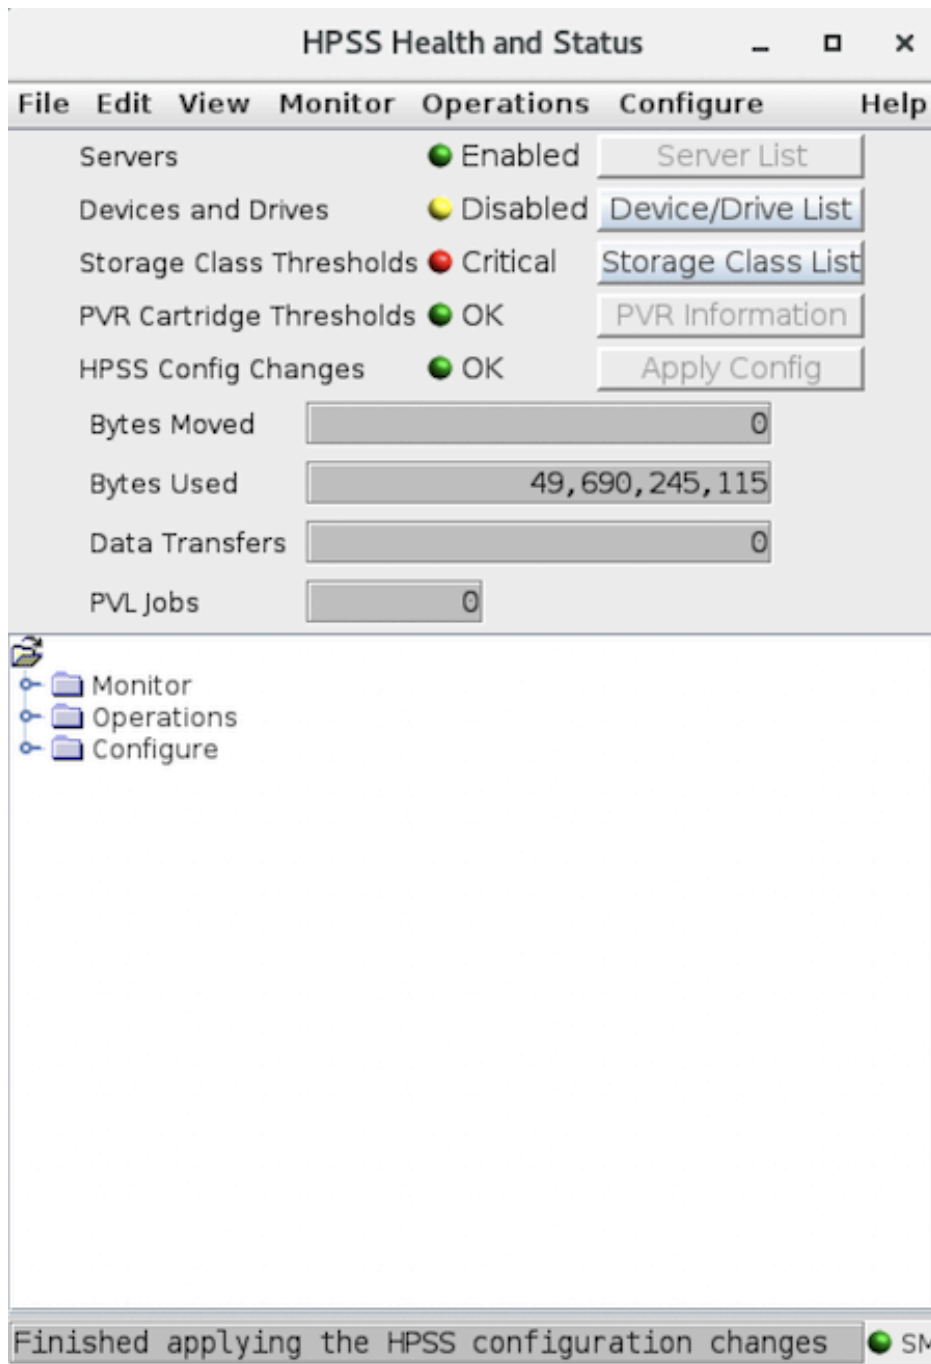 HPSS Health and Status
File Edit View Monitor Operations Configure Help
Servers Enabled Server List
Devices and Drives Disabled Device/Drive List
Storage Class Thresholds Critical Storage Class List
PVR Cartridge Thresholds OK PVR Information
HPSS Config Changes OK Apply Config
Bytes Moved 0
Bytes Used 49,690,245,115
Data Transfers 0
PVL Jobs 0
Monitor
Operations
Configure
Finished applying the HPSS configuration changes